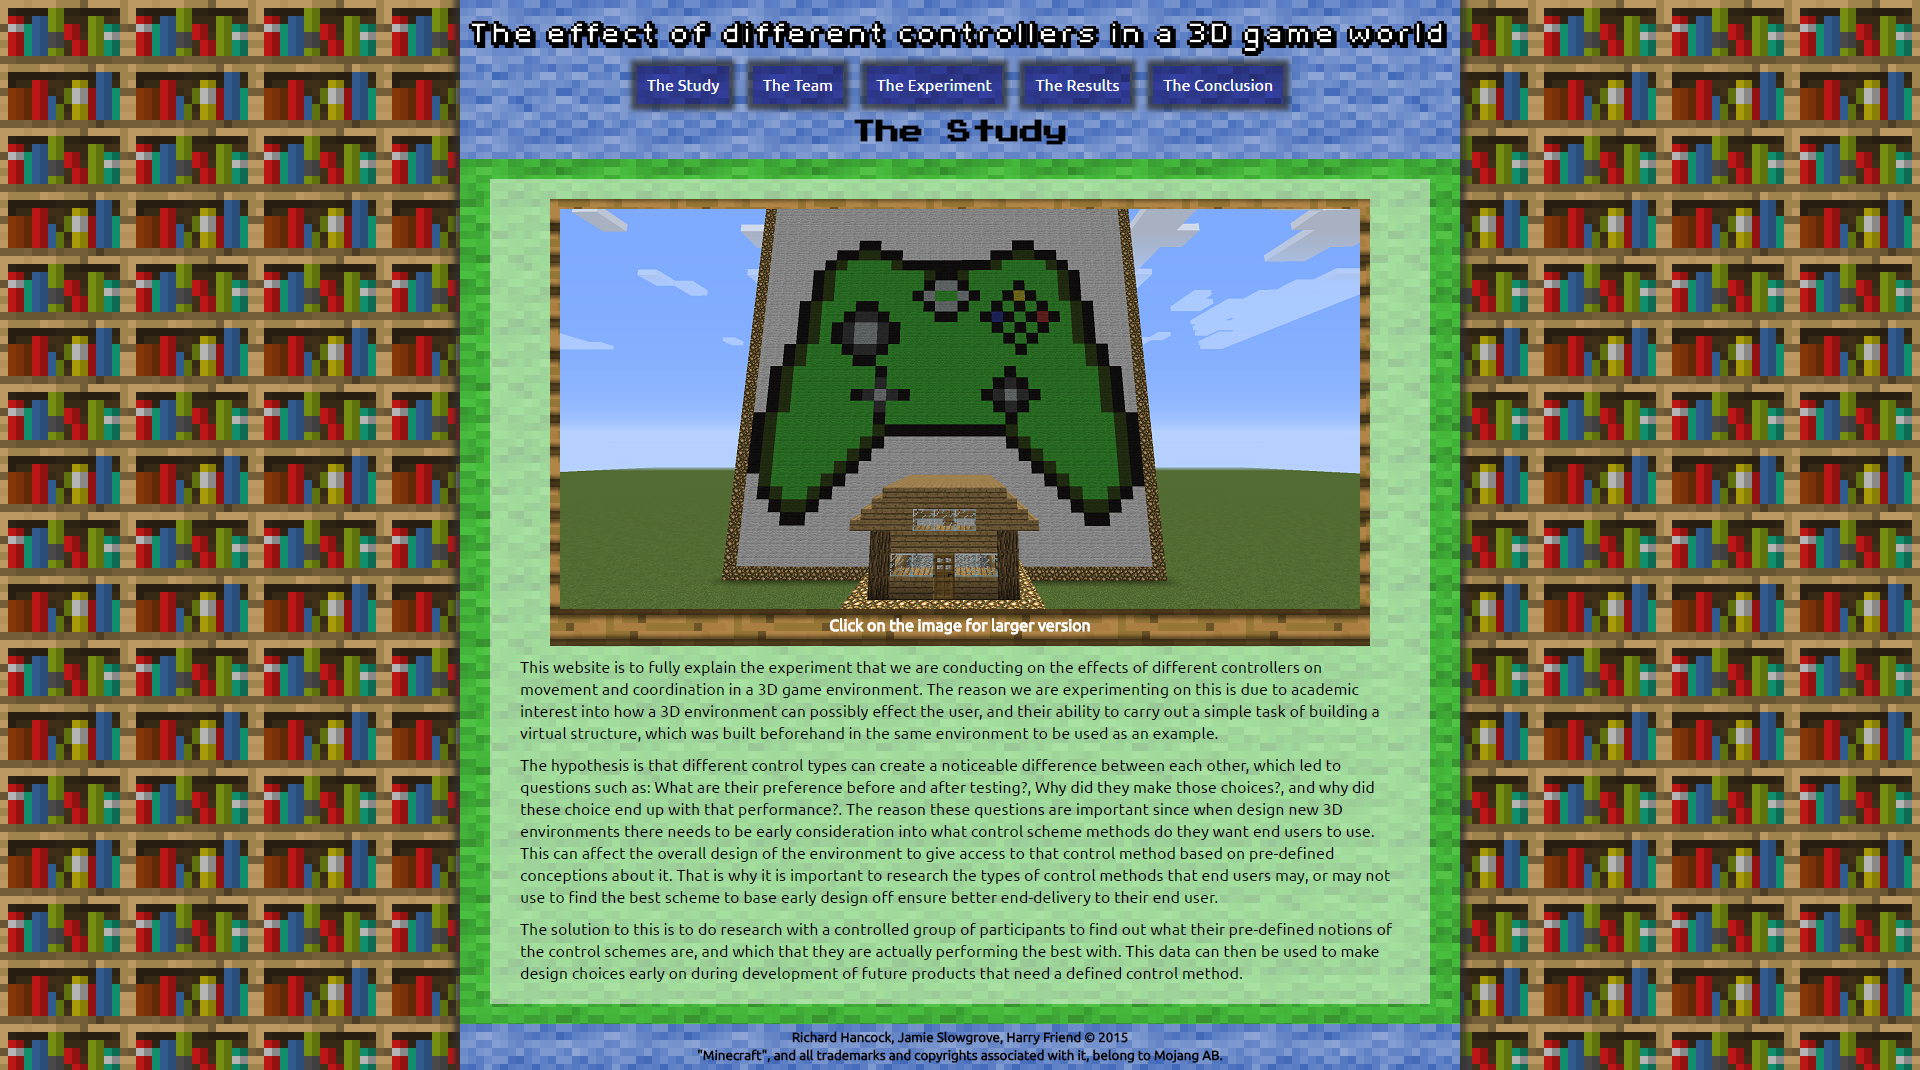 The effect of different controllers in a 3D game world
The Study
The Team
The Experiment
The Results
The Conclusion
The Study
Click on the image for larger version
This website is to fully explain the experiment that we are conducting on the effects of different controllers on
movement and coordination in a 3D game environment. The reason we are experimenting on this is due to academic
interest into how a 3D environment can possibly effect the user, and their ability to carry out a simple task of building a
virtual structure, which was built beforehand in the same environment to be used as an example.
The hypothesis is that different control types can create a noticeable difference between each other, which led to
questions such as: What are their preference before and after testing?, Why did they make those choices?, and why did
these choice end up with that performance?. The reason these questions are important since when design new 3D
environments there needs to be early consideration into what control scheme methods do they want end users to use.
This can affect the overall design of the environment to give access to that control method based on pre-defined
conceptions about it. That is why it is important to research the types of control methods that end users may, or may not
use to find the best scheme to base early design off ensure better end-delivery to their end user.
The solution to this is to do research with a controlled group of participants to find out what their pre-defined notions of
the control schemes are, and which that they are actually performing the best with. This data can then be used to make
design choices early on during development of future products that need a defined control method.
Richard Hancock, Jamie Slowgrove, Harry Friend © 2015
"Minecraft", and all trademarks and copyrights associated with it, belong to Mojang AB.